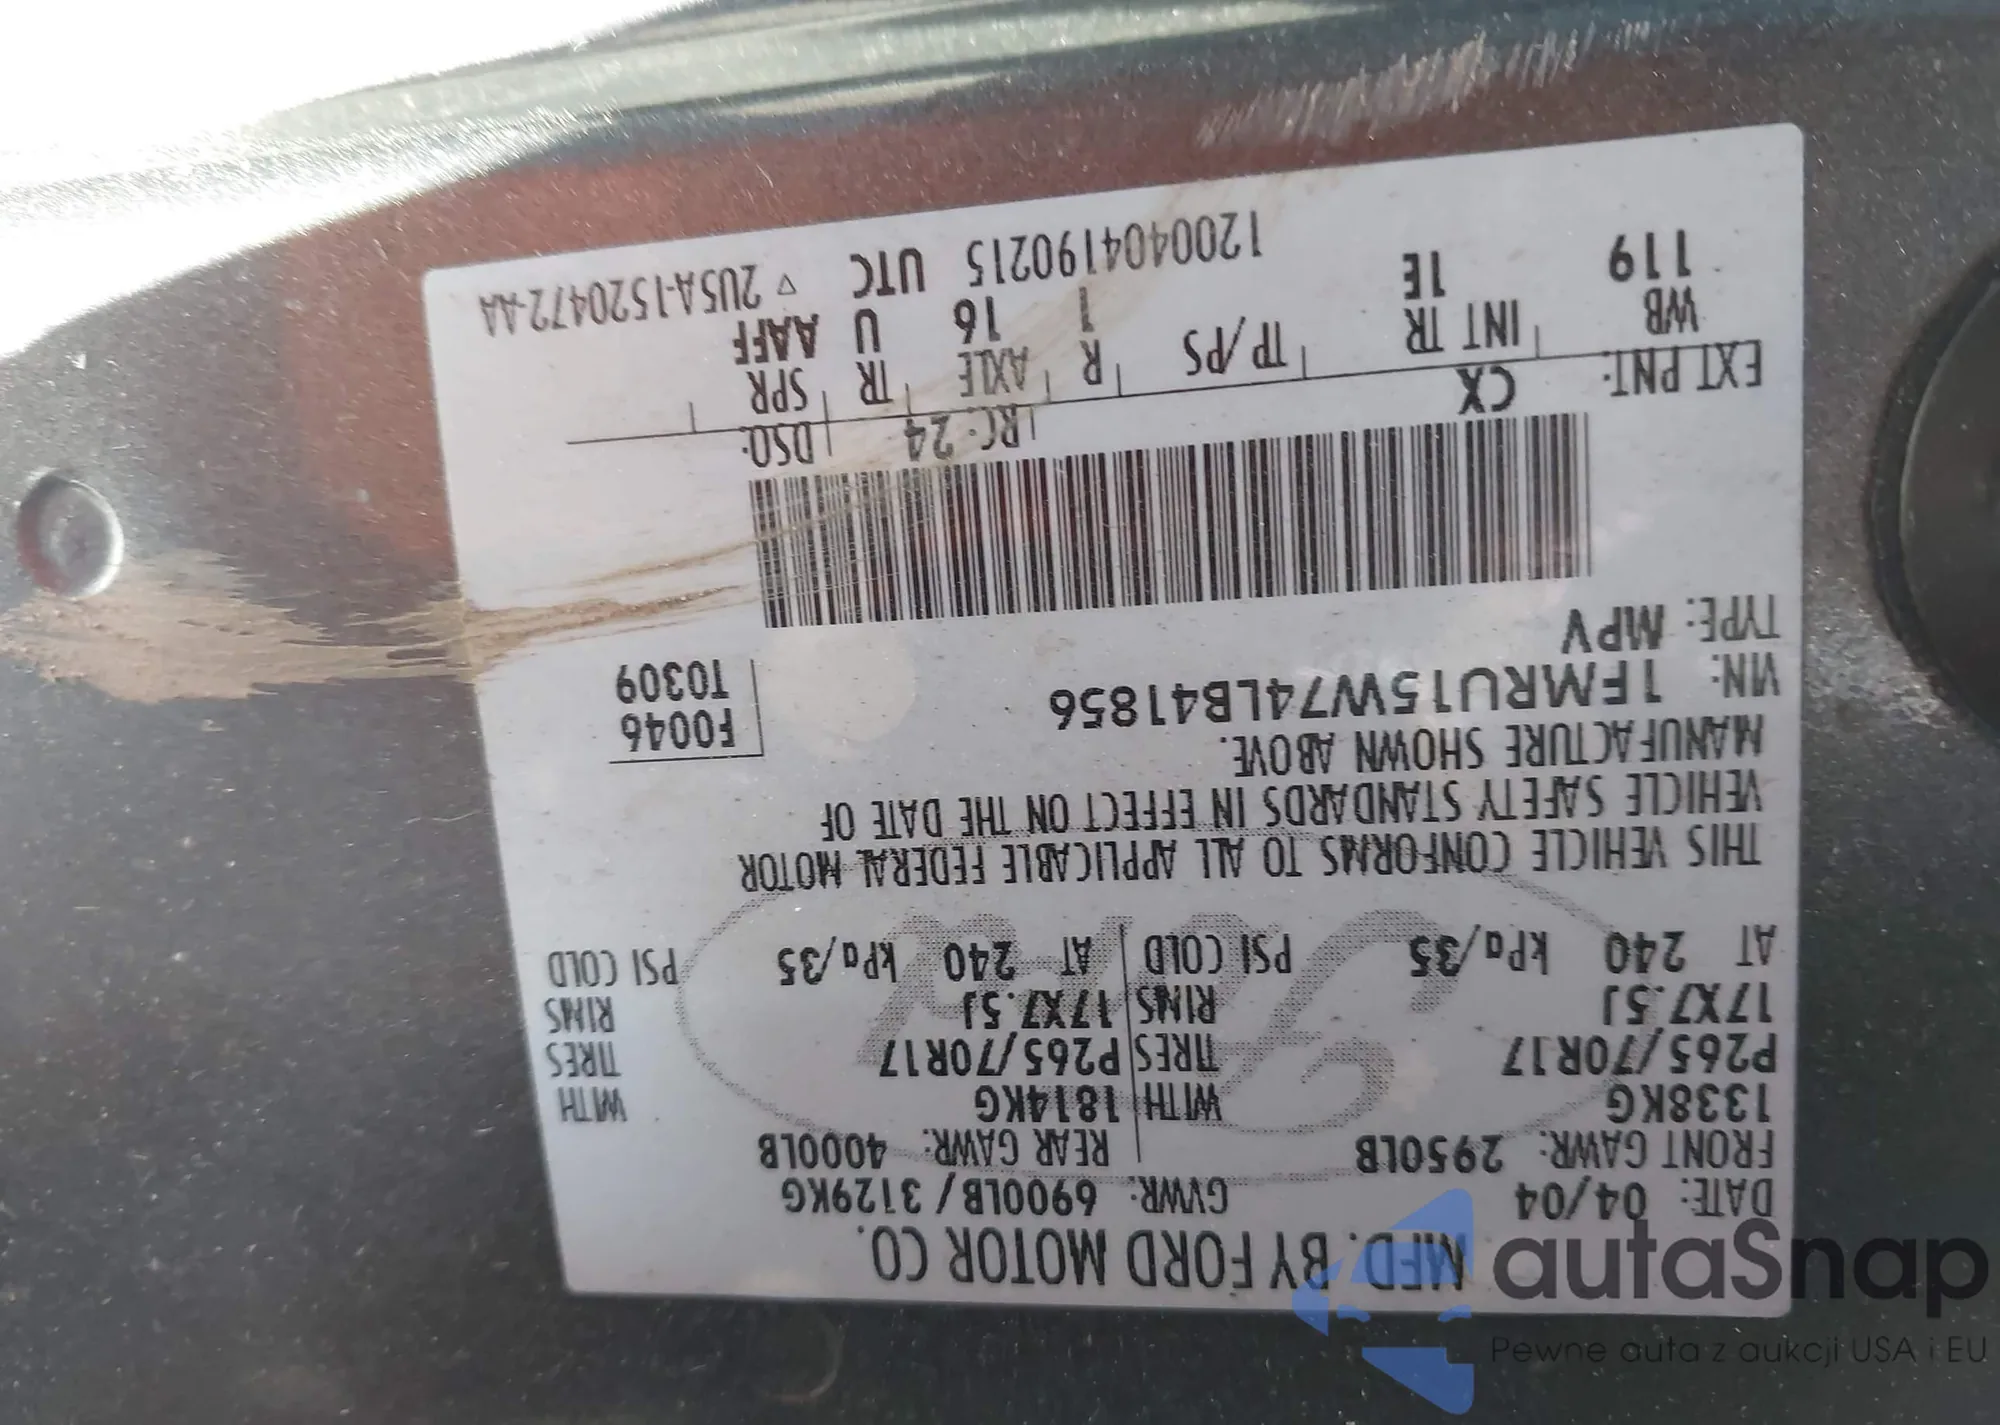 MFD. BY FORD MOTOR CO.
DATE: 04/04 GVWR: 6900LB / 3129KG
FRONT GAWR: 2950LB REAR GAWR: 4000LB
1338KG WITH 1814KG WITH
P265/70R17 TIRES P265/70R17 TIRES
17X7.5J RIMS 17X7.5J RIMS
AT 240 kPa/35 PSI COLD AT 240 kPa/35 PSI COLD
THIS VEHICLE CONFORMS TO ALL APPLICABLE FEDERAL MOTOR
VEHICLE SAFETY STANDARDS IN EFFECT ON THE DATE OF
MANUFACTURE SHOWN ABOVE.
VIN: 1FMRU15W74LB41856
TYPE: MPV
F0046
T0309
EXT PNT: CX RC: 24 DSO:
WB INT TR TP/PS R AXLE TR SPR
119 1E 1 16 U AAFF
1200404190215 UTC ▽ 2U5A-1520472-AA
autaSnap
Pewne auta z aukcji USA i EU